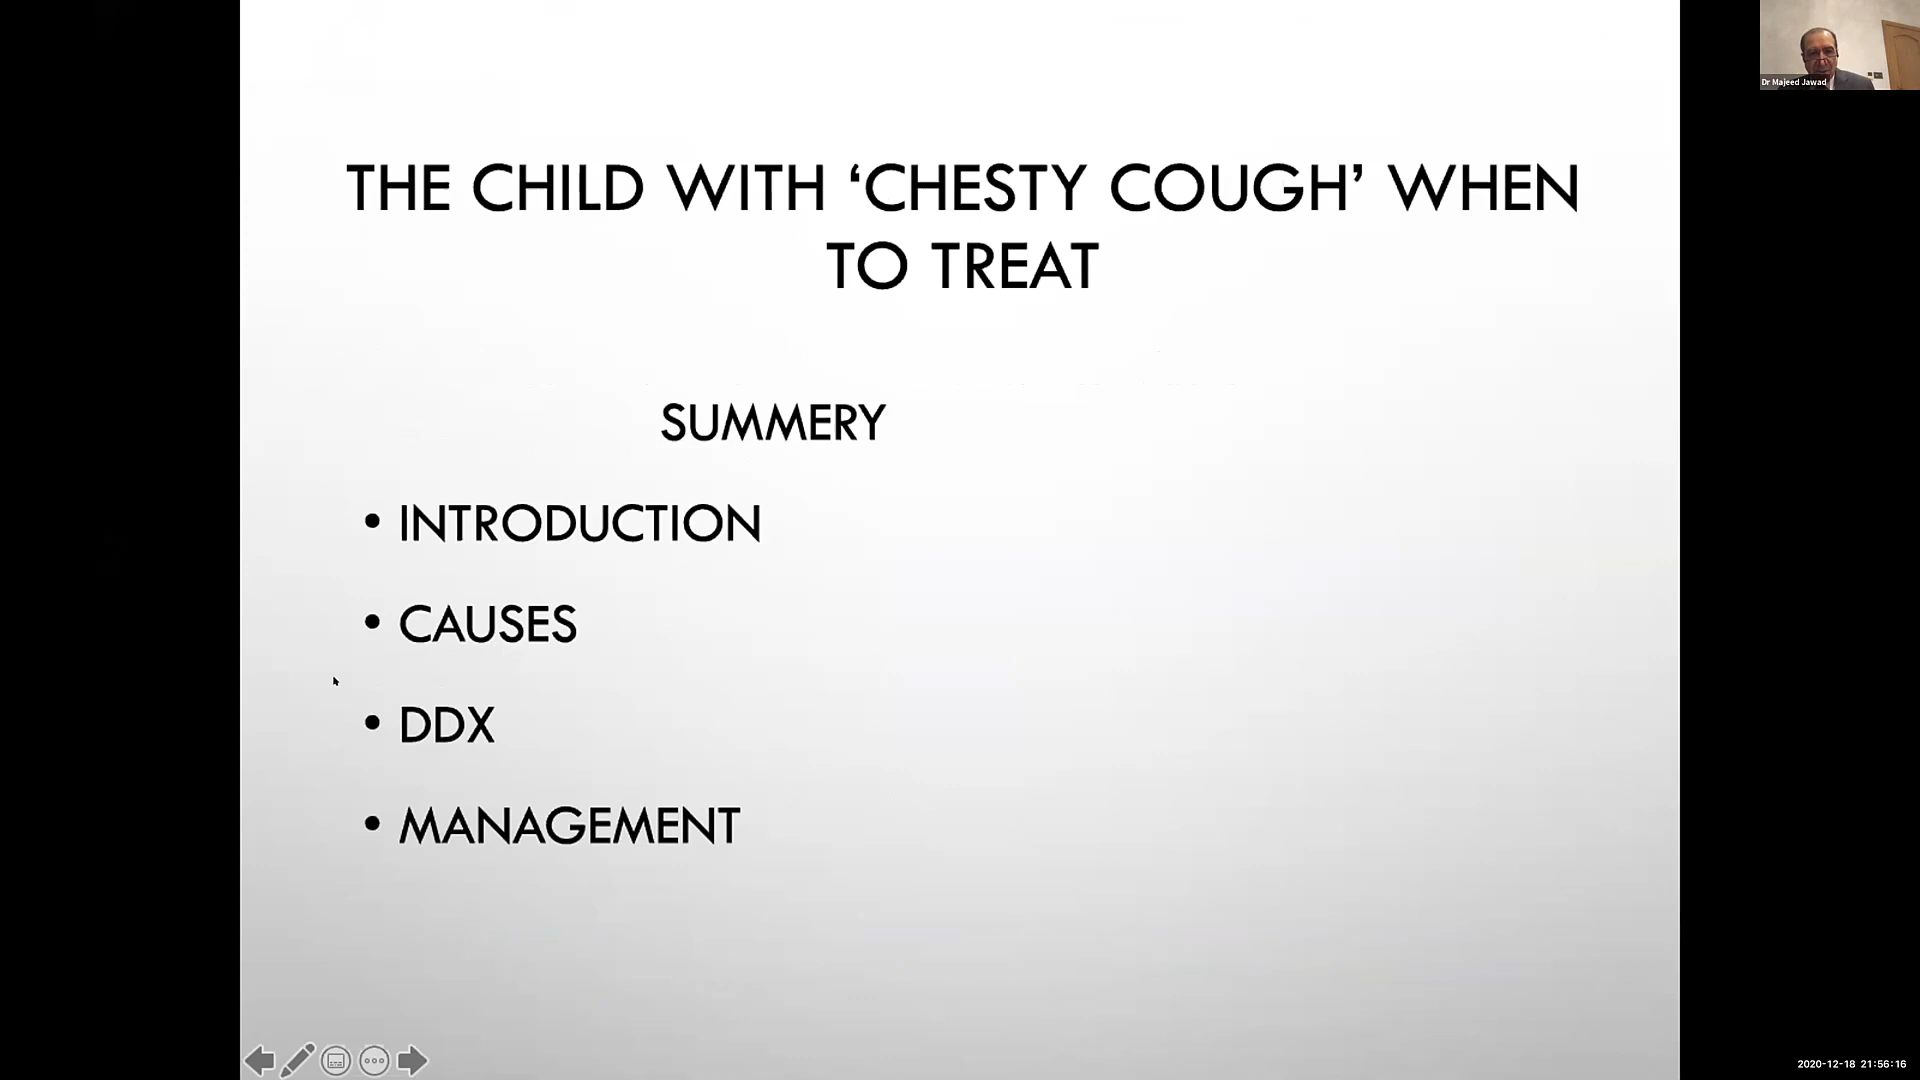 THE CHILD WITH ‘CHESTY COUGH’ WHEN
TO TREAT
SUMMERY
• INTRODUCTION
• CAUSES
• DDX
• MANAGEMENT
Dr Majeed Jawad
2020-12-18 21:56:16